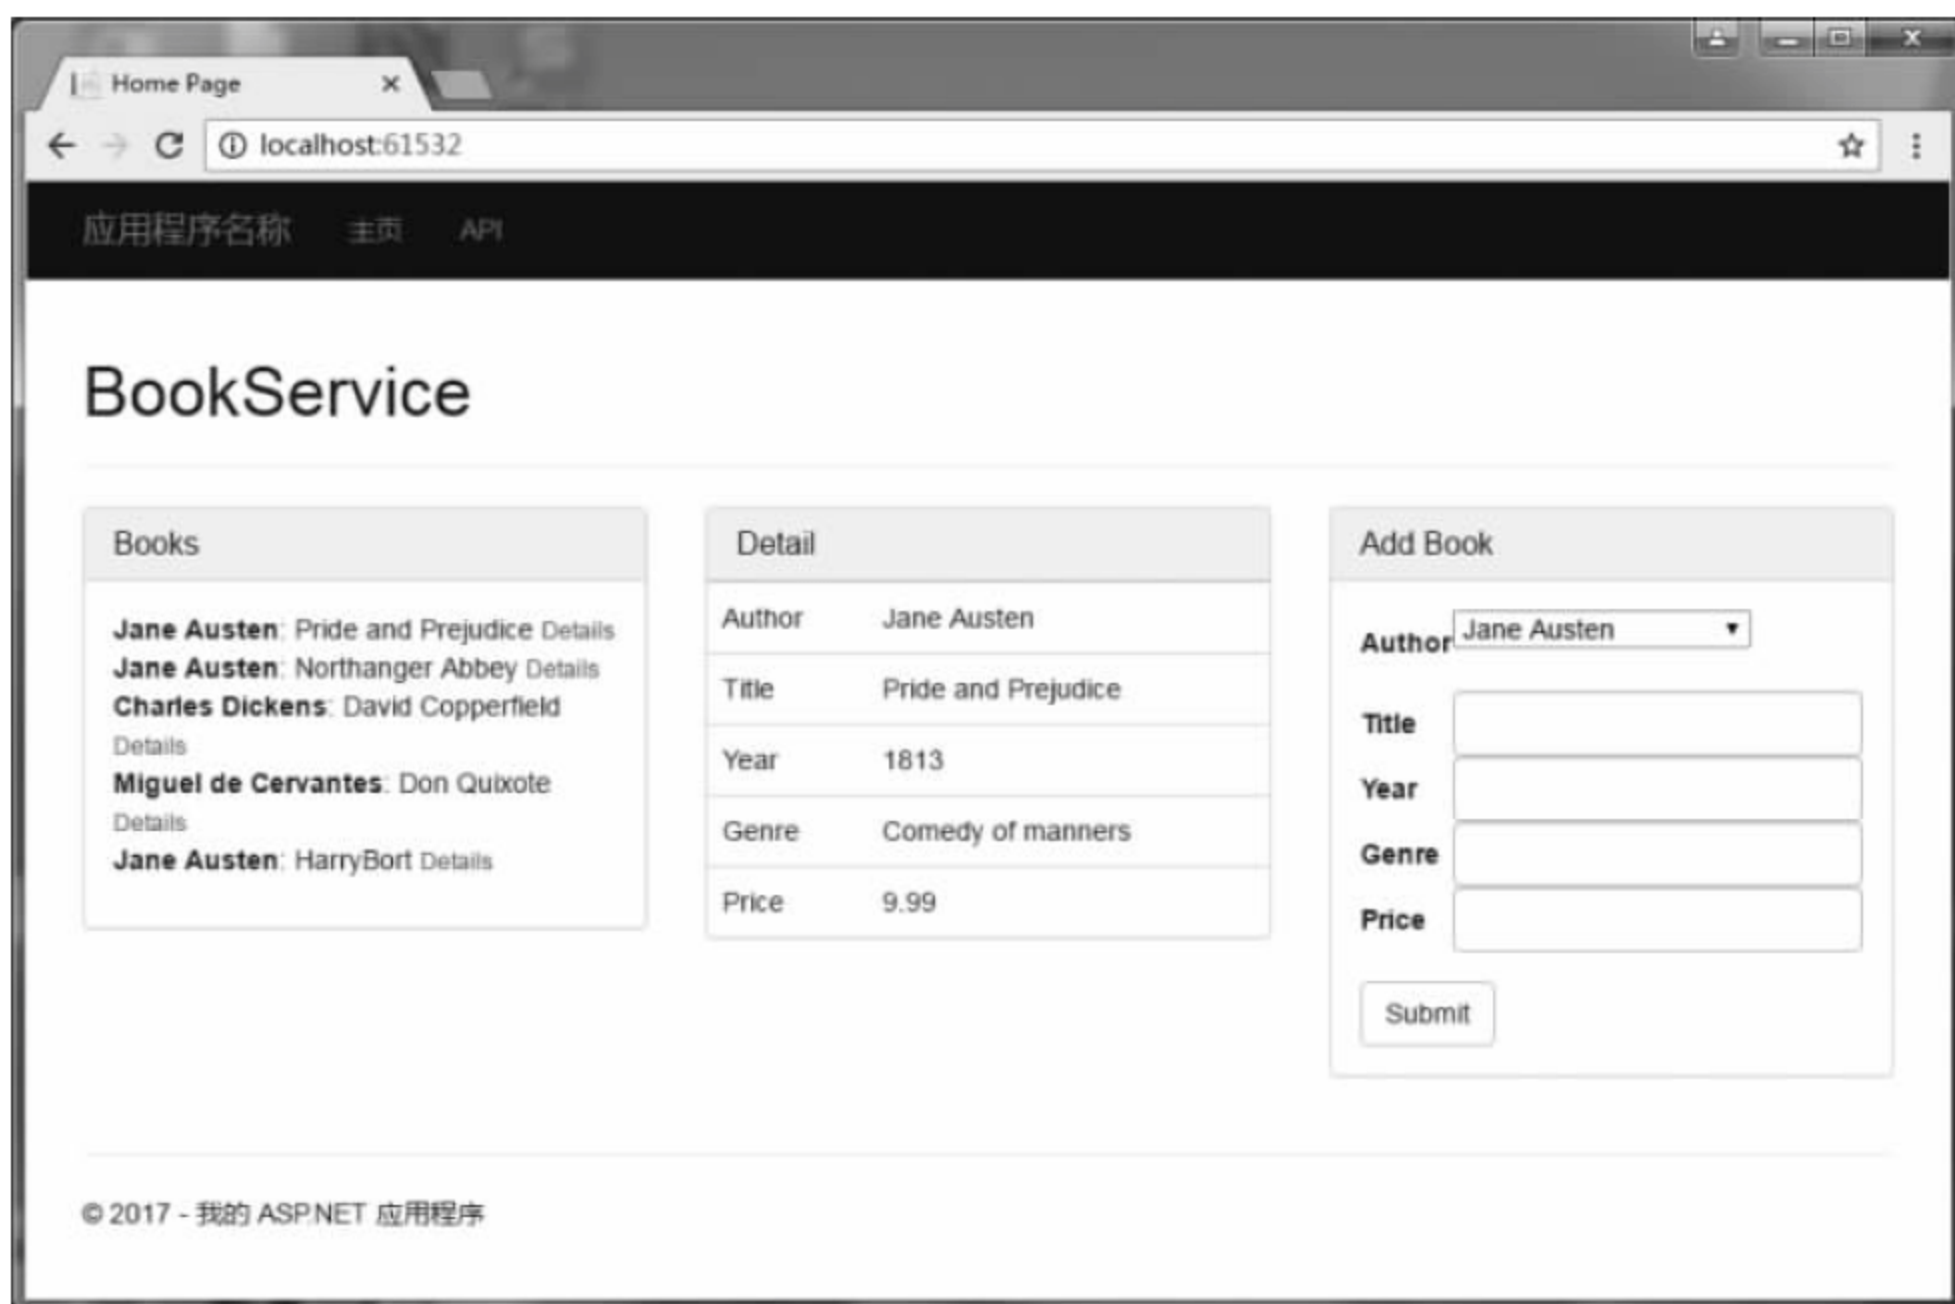 Home Page
localhost:61532
应用程序名称 主页 API
BookService
Books
Jane Austen: Pride and Prejudice Details
Jane Austen: Northanger Abbey Details
Charles Dickens: David Copperfield
Details
Miguel de Cervantes: Don Quixote
Details
Jane Austen: HarryBort Details
Detail
Author Jane Austen
Title Pride and Prejudice
Year 1813
Genre Comedy of manners
Price 9.99
Add Book
Author Jane Austen
Title
Year
Genre
Price
Submit
© 2017 - 我的 ASP.NET 应用程序